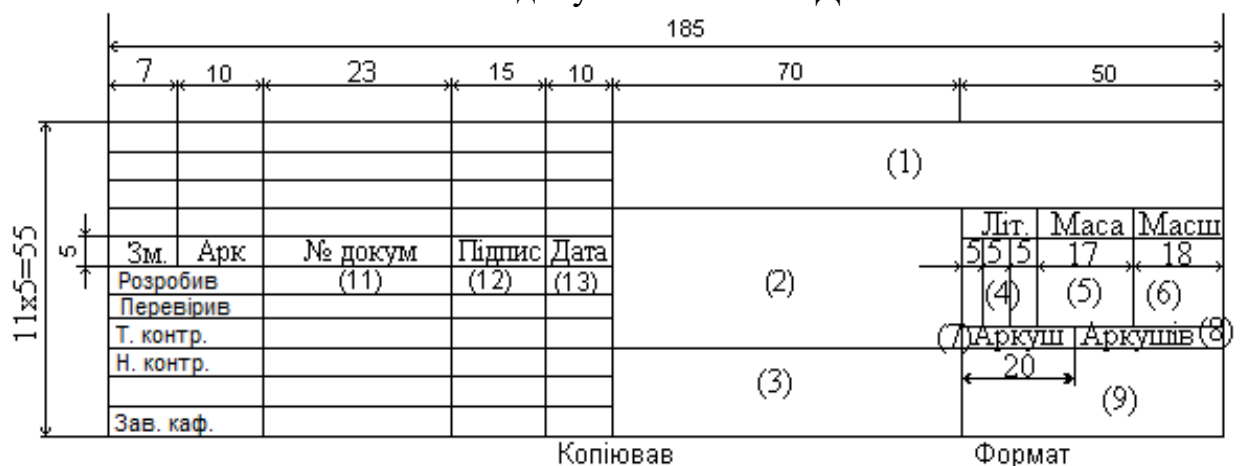 185
7 10 23 15 10 70 50
(1)
11х5=55
5
Літ. Маса Масш
Зм. Арк № докум Підпис Дата 5 5 5 17 18
Розробив (11) (12) (13) (2) (4) (5) (6)
Перевірив
Т. контр. (7) Аркуш Аркушів (8)
Н. контр. (3) 20 (9)
Зав. каф.
Копіював Формат